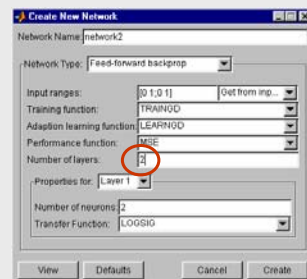 Create New Network
Network Name: network2
Network Type: Feed-forward backprop
Input ranges: [0 1;0 1] Get from inp...
Training function: TRAINGD
Adaption learning function: LEARNGD
Performance function: MSE
Number of layers: 2
Properties for: Layer 1
Number of neurons: 2
Transfer Function: LOGSIG
View Defaults Cancel Create